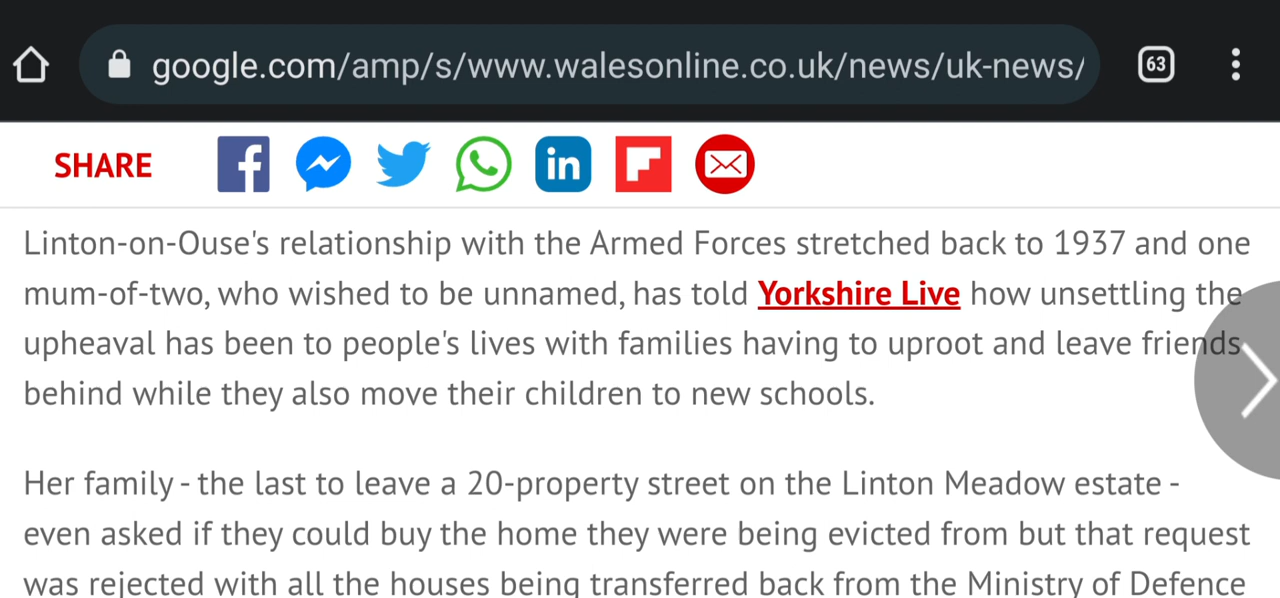 google.com/amp/s/www.walesonline.co.uk/news/uk-news/
63
SHARE
Linton-on-Ouse's relationship with the Armed Forces stretched back to 1937 and one
mum-of-two, who wished to be unnamed, has told Yorkshire Live how unsettling the
upheaval has been to people's lives with families having to uproot and leave friends
behind while they also move their children to new schools.
Her family - the last to leave a 20-property street on the Linton Meadow estate -
even asked if they could buy the home they were being evicted from but that request
was rejected with all the houses being transferred back from the Ministry of Defence